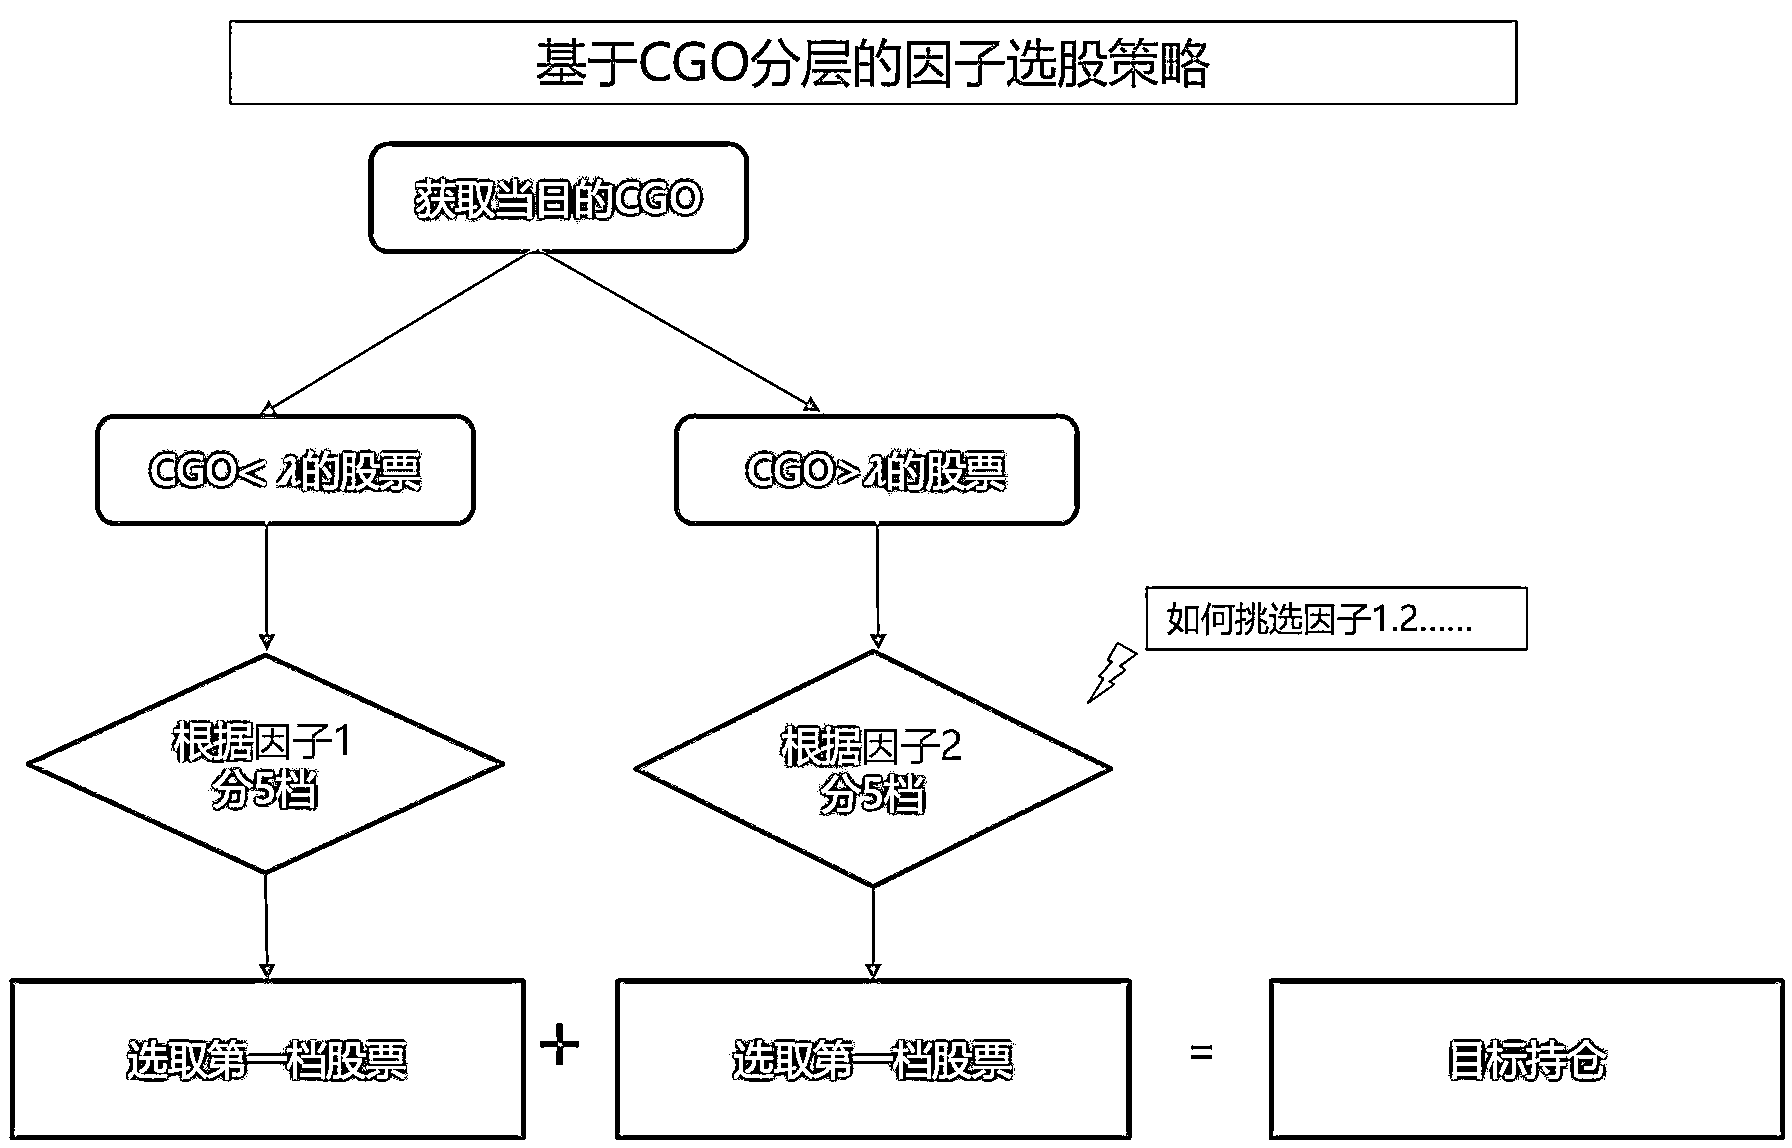 基于CGO分层的因子选股策略
获取当日的CGO
CGO< λ的股票
CGO>λ的股票
如何挑选因子1.2......
根据因子1
分5档
根据因子2
分5档
选取第一档股票
+
选取第一档股票
=
目标持仓